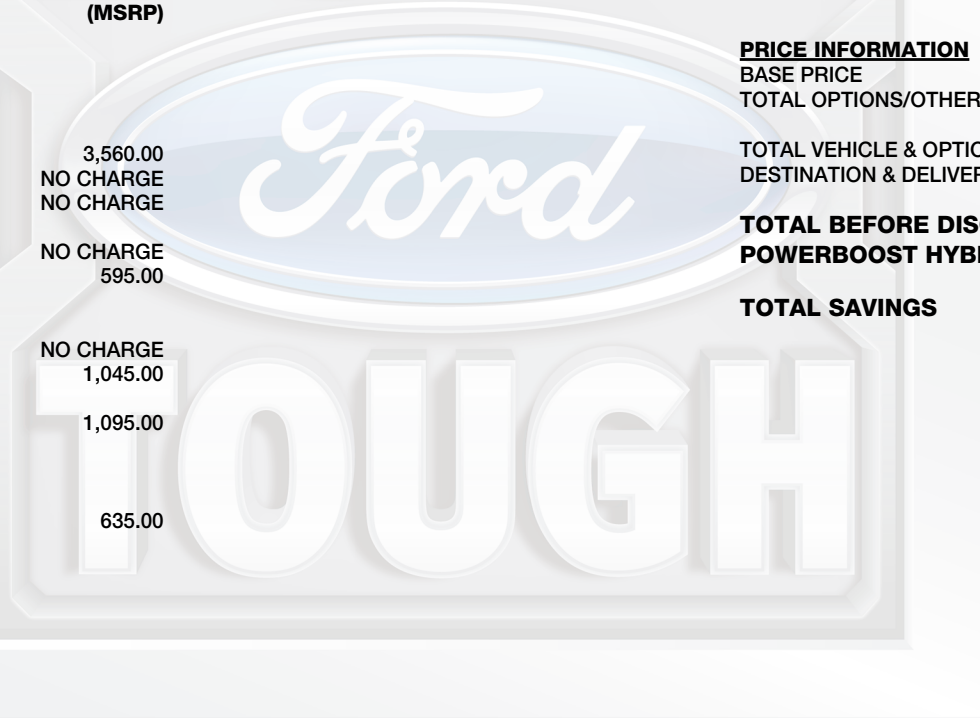 (MSRP)
3,560.00
NO CHARGE
NO CHARGE
NO CHARGE
595.00
NO CHARGE
1,045.00
1,095.00
635.00
Ford
TOUGH
PRICE INFORMATION
BASE PRICE
TOTAL OPTIONS/OTHER
TOTAL VEHICLE & OPTIO
DESTINATION & DELIVER
TOTAL BEFORE DIS
POWERBOOST HYB
TOTAL SAVINGS